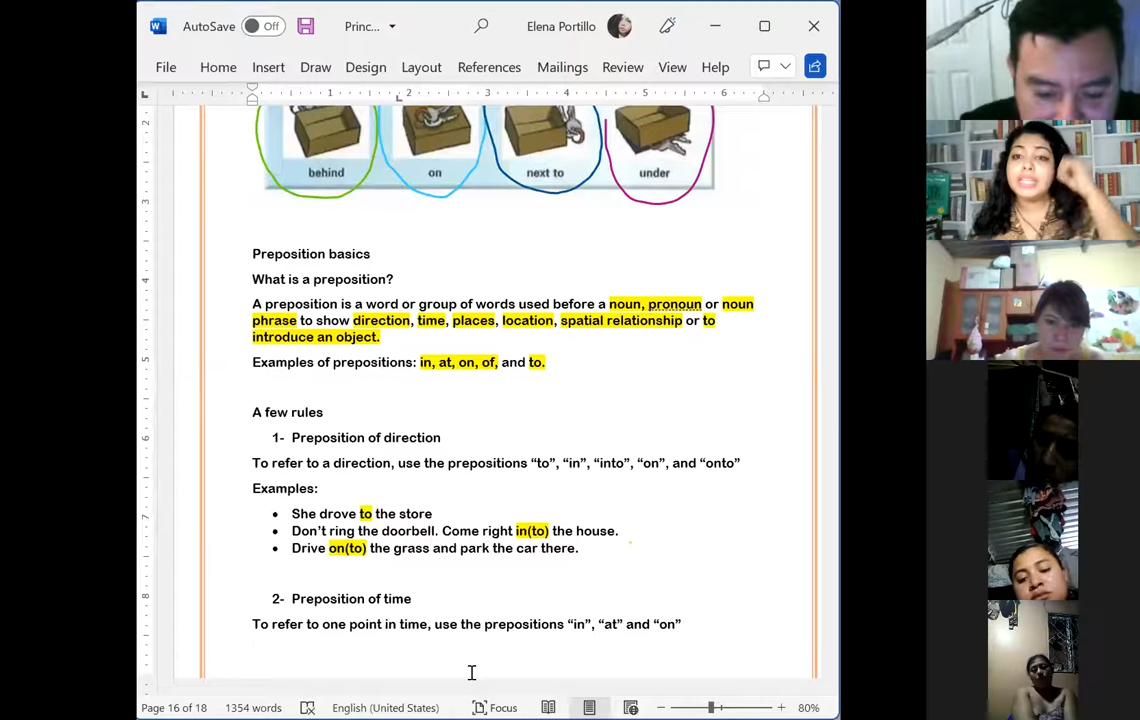 AutoSave Off Princ... Elena Portillo
File Home Insert Draw Design Layout References Mailings Review View Help
1 2 3 4 5 6
behind on next to under
Preposition basics
What is a preposition?
A preposition is a word or group of words used before a noun, pronoun or noun
phrase to show direction, time, places, location, spatial relationship or to
introduce an object.
Examples of prepositions: in, at, on, of, and to.
A few rules
1- Preposition of direction
To refer to a direction, use the prepositions “to”, “in”, “into”, “on”, and “onto”
Examples:
• She drove to the store
• Don’t ring the doorbell. Come right in(to) the house.
• Drive on(to) the grass and park the car there.
2- Preposition of time
To refer to one point in time, use the prepositions “in”, “at” and “on”
Page 16 of 18 1354 words English (United States) Focus 80%